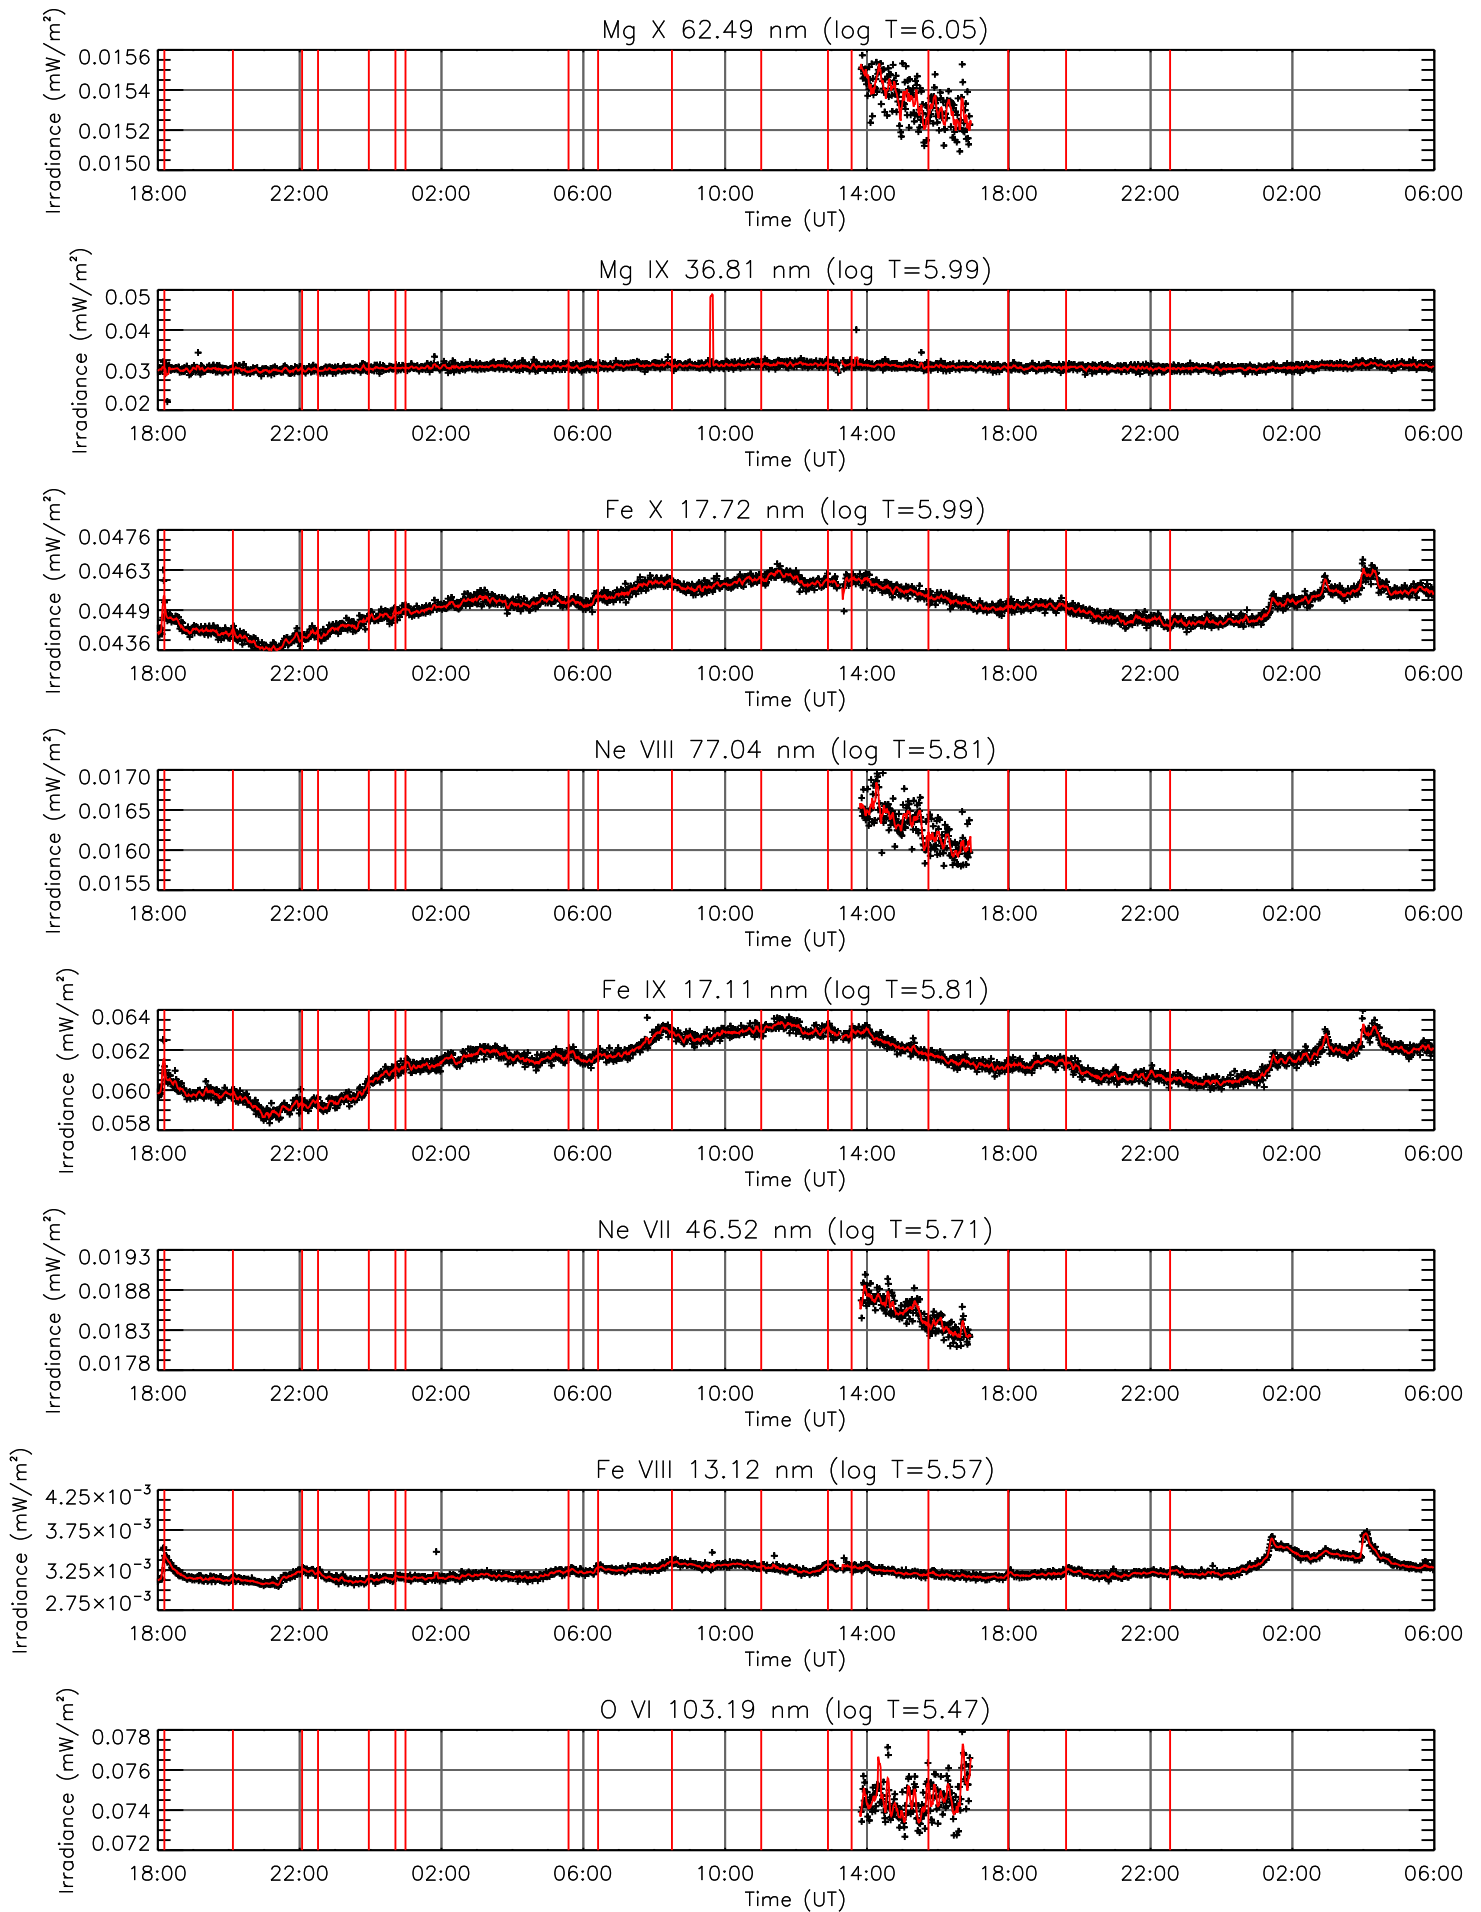 Mg X 62.49 nm (log T=6.05)
Irradiance (mW/m²)
0.0156
0.0154
0.0152
0.0150
18:00 22:00 02:00 06:00 10:00 14:00 18:00 22:00 02:00 06:00
Time (UT)
Mg IX 36.81 nm (log T=5.99)
Irradiance (mW/m²)
0.05
0.04
0.03
0.02
18:00 22:00 02:00 06:00 10:00 14:00 18:00 22:00 02:00 06:00
Time (UT)
Fe X 17.72 nm (log T=5.99)
Irradiance (mW/m²)
0.0476
0.0463
0.0449
0.0436
18:00 22:00 02:00 06:00 10:00 14:00 18:00 22:00 02:00 06:00
Time (UT)
Ne VIII 77.04 nm (log T=5.81)
Irradiance (mW/m²)
0.0170
0.0165
0.0160
0.0155
18:00 22:00 02:00 06:00 10:00 14:00 18:00 22:00 02:00 06:00
Time (UT)
Fe IX 17.11 nm (log T=5.81)
Irradiance (mW/m²)
0.064
0.062
0.060
0.058
18:00 22:00 02:00 06:00 10:00 14:00 18:00 22:00 02:00 06:00
Time (UT)
Ne VII 46.52 nm (log T=5.71)
Irradiance (mW/m²)
0.0193
0.0188
0.0183
0.0178
18:00 22:00 02:00 06:00 10:00 14:00 18:00 22:00 02:00 06:00
Time (UT)
Fe VIII 13.12 nm (log T=5.57)
Irradiance (mW/m²)
4.25×10⁻³
3.75×10⁻³
3.25×10⁻³
2.75×10⁻³
18:00 22:00 02:00 06:00 10:00 14:00 18:00 22:00 02:00 06:00
Time (UT)
O VI 103.19 nm (log T=5.47)
Irradiance (mW/m²)
0.078
0.076
0.074
0.072
18:00 22:00 02:00 06:00 10:00 14:00 18:00 22:00 02:00 06:00
Time (UT)